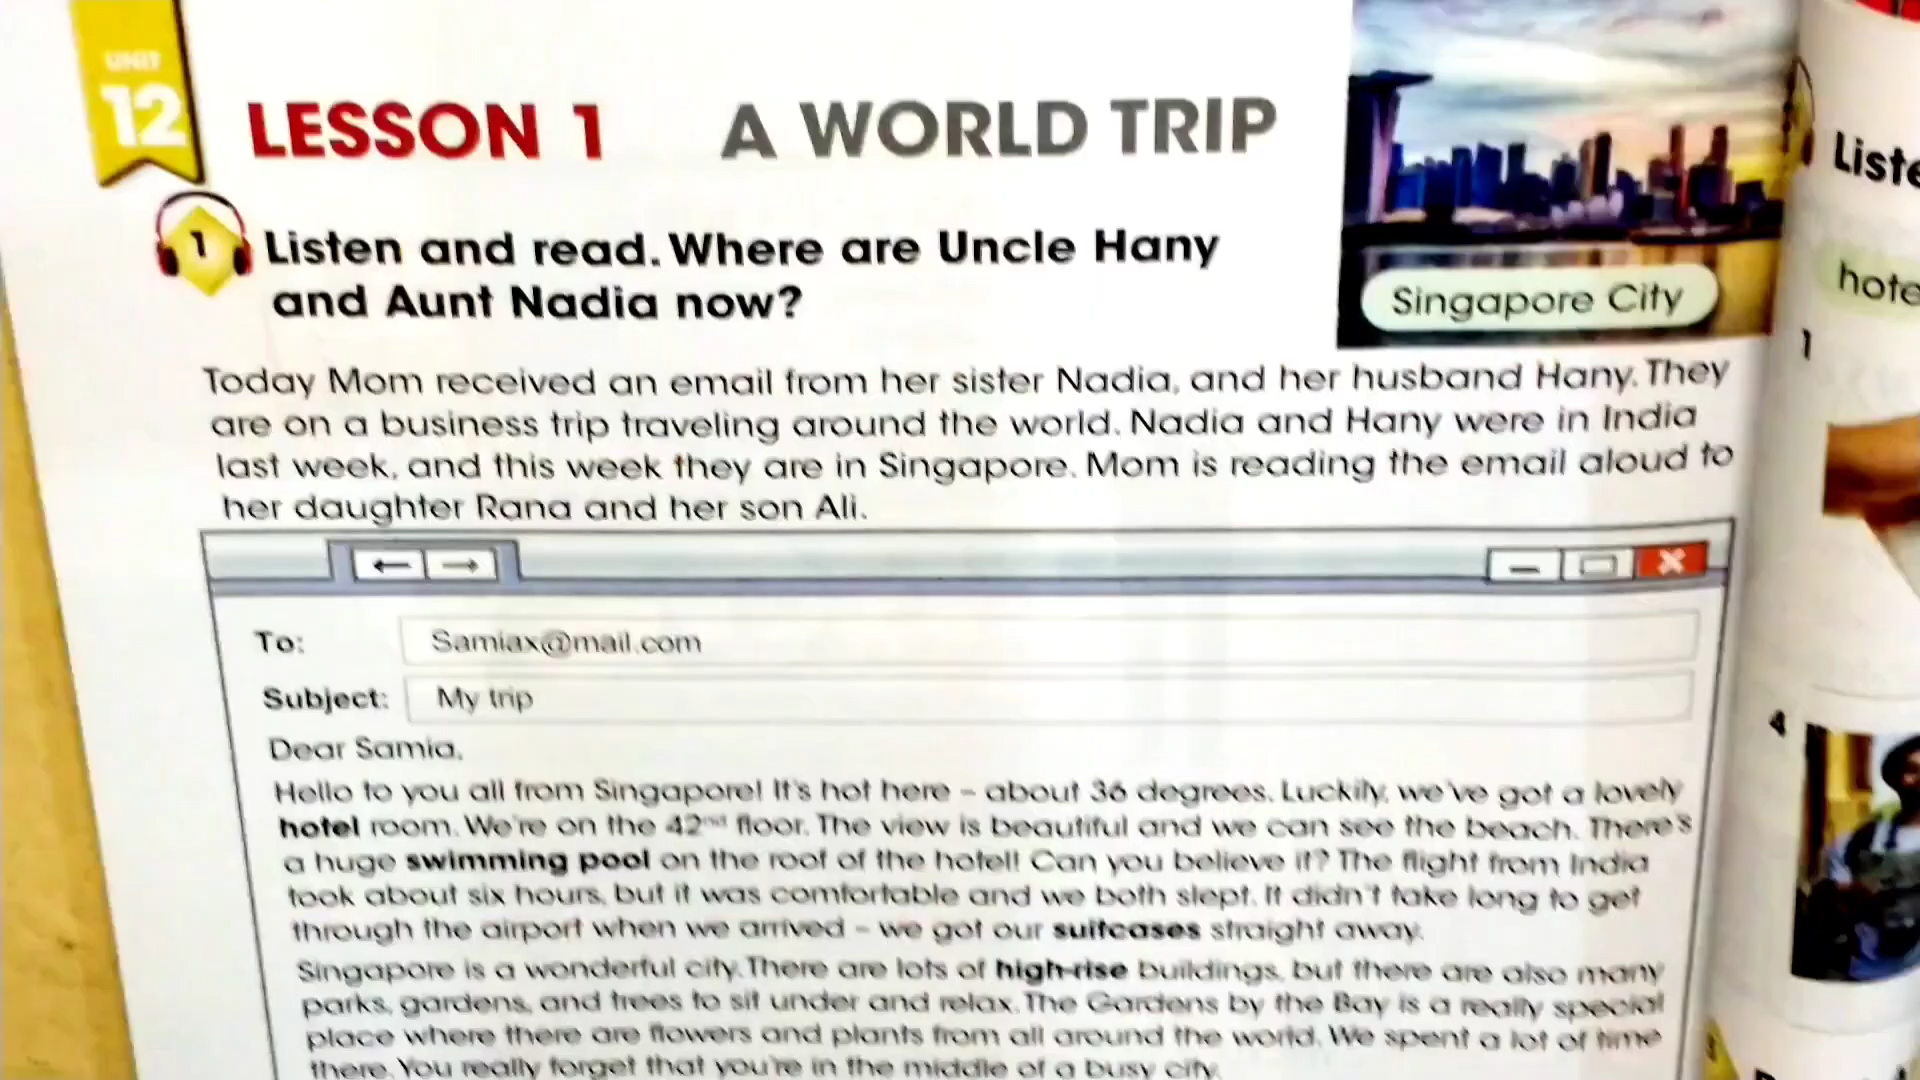 UNIT
12
LESSON 1 A WORLD TRIP
1 Listen and read. Where are Uncle Hany
and Aunt Nadia now?
Singapore City
Today Mom received an email from her sister Nadia, and her husband Hany. They
are on a business trip traveling around the world. Nadia and Hany were in India
last week, and this week they are in Singapore. Mom is reading the email aloud to
her daughter Rana and her son Ali.
To: Samiax@mail.com
Subject: My trip
Dear Samia,
Hello to you all from Singapore! It's hot here – about 36 degrees. Luckily, we've got a lovely
hotel room. We're on the 42nd floor. The view is beautiful and we can see the beach. There's
a huge swimming pool on the roof of the hotel! Can you believe it? The flight from India
took about six hours, but it was comfortable and we both slept. It didn't take long to get
through the airport when we arrived – we got our suitcases straight away.
Singapore is a wonderful city. There are lots of high-rise buildings, but there are also many
parks, gardens, and trees to sit under and relax. The Gardens by the Bay is a really special
place where there are flowers and plants from all around the world. We spent a lot of time
there. You really forget that you're in the middle of a busy city.
1
4
3